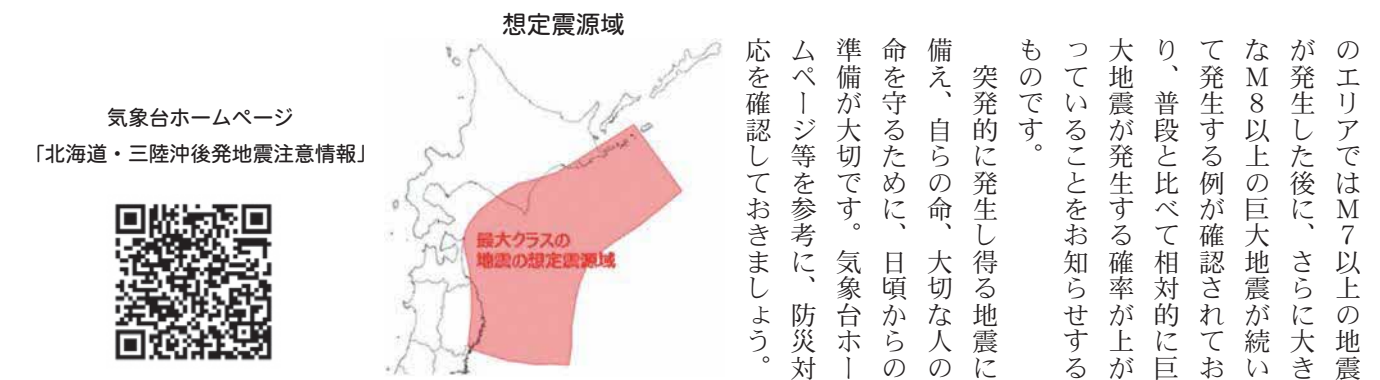 のエリアではM7以上の地震
が発生した後に、さらに大き
なM8以上の巨大地震が続い
て発生する例が確認されてお
り、普段と比べて相対的に巨
大地震が発生する確率が上が
っていることをお知らせする
ものです。
突発的に発生し得る地震に
備え、自らの命、大切な人の
命を守るために、日頃からの
準備が大切です。気象台ホー
ムページ等を参考に、防災対
応を確認しておきましょう。
想定震源域
最大クラスの
地震の想定震源域
気象台ホームページ
「北海道・三陸沖後発地震注意情報」